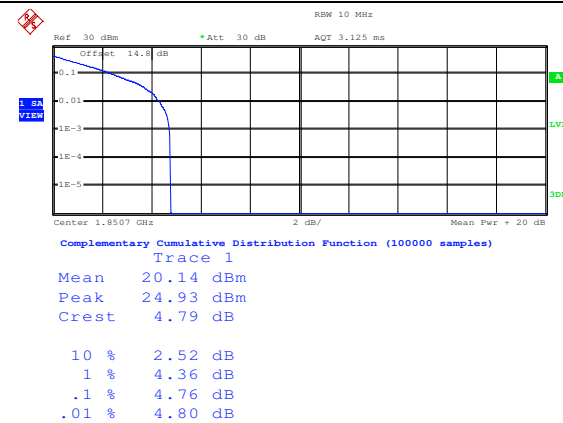 R S
RBW 10 MHz
Ref 30 dBm *Att 30 dB AQT 3.125 ms
Offset 14.8 dB
A
0.1
1 SA
VIEW
0.01
LVL
1E-3
1E-4
1E-5
3DB
Center 1.8507 GHz 2 dB/ Mean Pwr + 20 dB
Complementary Cumulative Distribution Function (100000 samples)
Trace 1
Mean 20.14 dBm
Peak 24.93 dBm
Crest 4.79 dB
10 % 2.52 dB
1 % 4.36 dB
.1 % 4.76 dB
.01 % 4.80 dB